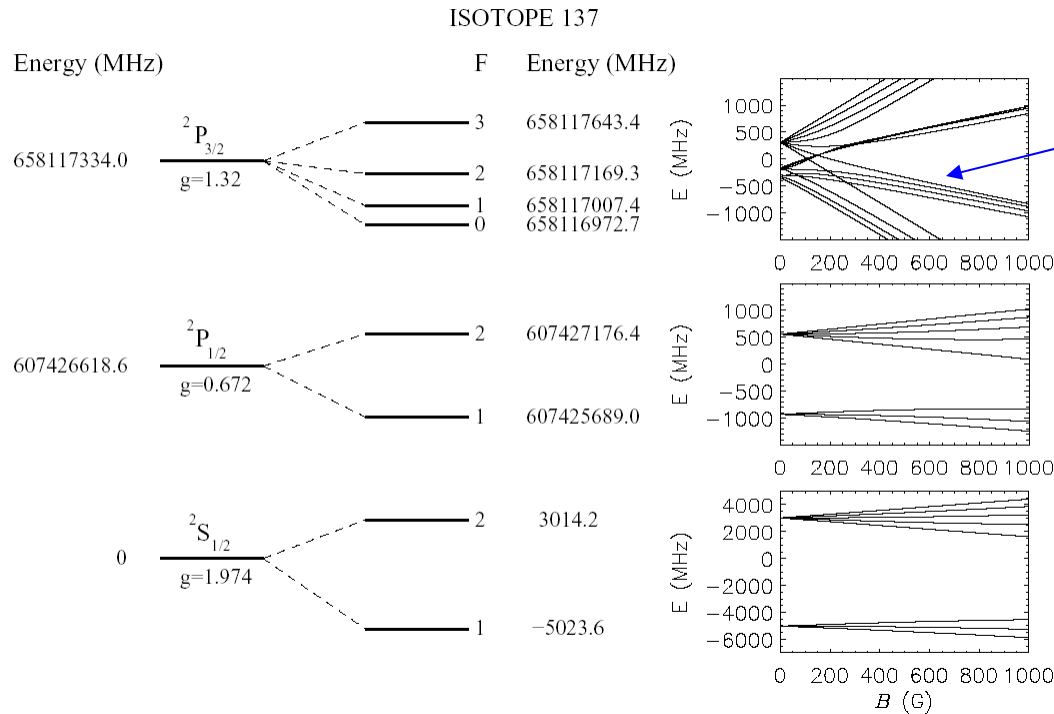 ISOTOPE 137
Energy (MHz) F Energy (MHz)
²P₃/₂
658117334.0
g=1.32
3 658117643.4
2 658117169.3
1 658117007.4
0 658116972.7
E (MHz)
1000
500
0
−500
−1000
0 200 400 600 800 1000
²P₁/₂
607426618.6
g=0.672
2 607427176.4
1 607425689.0
E (MHz)
1000
500
0
−500
−1000
0 200 400 600 800 1000
²S₁/₂
0
g=1.974
2 3014.2
1 −5023.6
E (MHz)
4000
2000
0
−2000
−4000
−6000
0 200 400 600 800 1000
B (G)